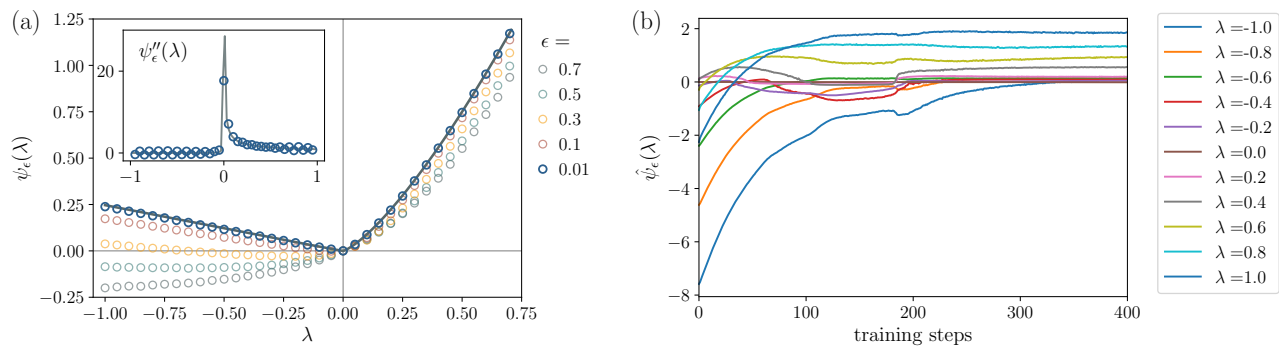 (a)
1.25
1.00
0.75
0.50
0.25
0.00
−0.25
ψ_ϵ(λ)
−1.00 −0.75 −0.50 −0.25 0.00 0.25 0.50 0.75
λ
ψ″_ϵ(λ)
20
0
−1 0 1
ϵ =
0.7
0.5
0.3
0.1
0.01
(b)
2
0
−2
−4
−6
−8
ψ̂_ϵ(λ)
0 100 200 300 400
training steps
λ =-1.0
λ =-0.8
λ =-0.6
λ =-0.4
λ =-0.2
λ =0.0
λ =0.2
λ =0.4
λ =0.6
λ =0.8
λ =1.0